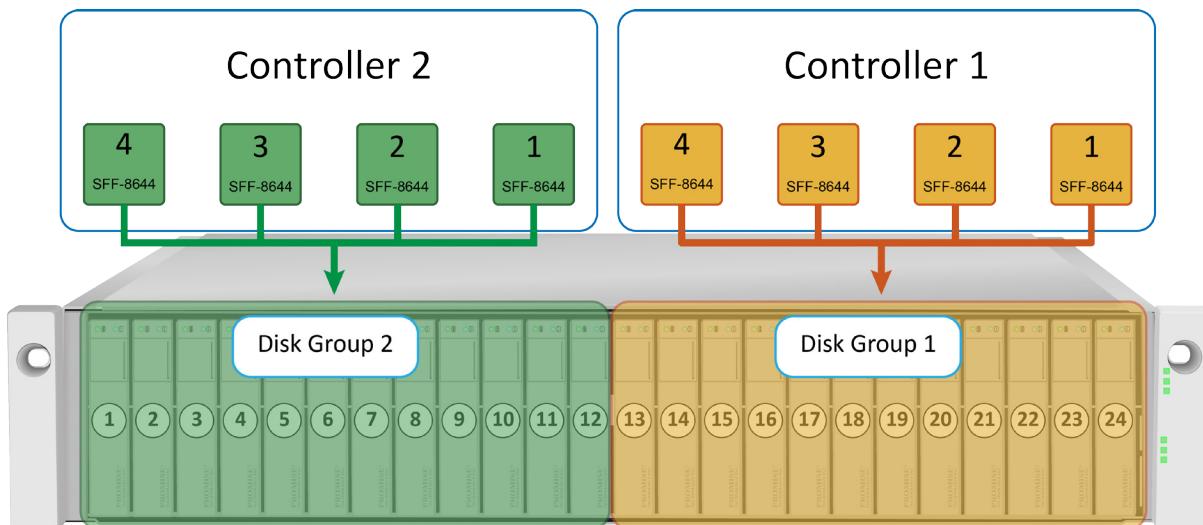 Controller 2
Controller 1
4
SFF-8644
3
SFF-8644
2
SFF-8644
1
SFF-8644
4
SFF-8644
3
SFF-8644
2
SFF-8644
1
SFF-8644
Disk Group 2
Disk Group 1
1 2 3 4 5 6 7 8 9 10 11 12 13 14 15 16 17 18 19 20 21 22 23 24